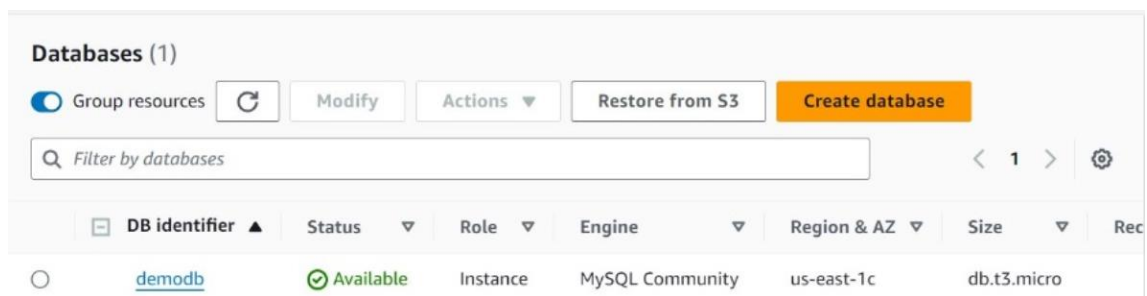 Databases (1)
Group resources Modify Actions Restore from S3 Create database
Filter by databases 1
DB identifier Status Role Engine Region & AZ Size Rec
demodb Available Instance MySQL Community us-east-1c db.t3.micro